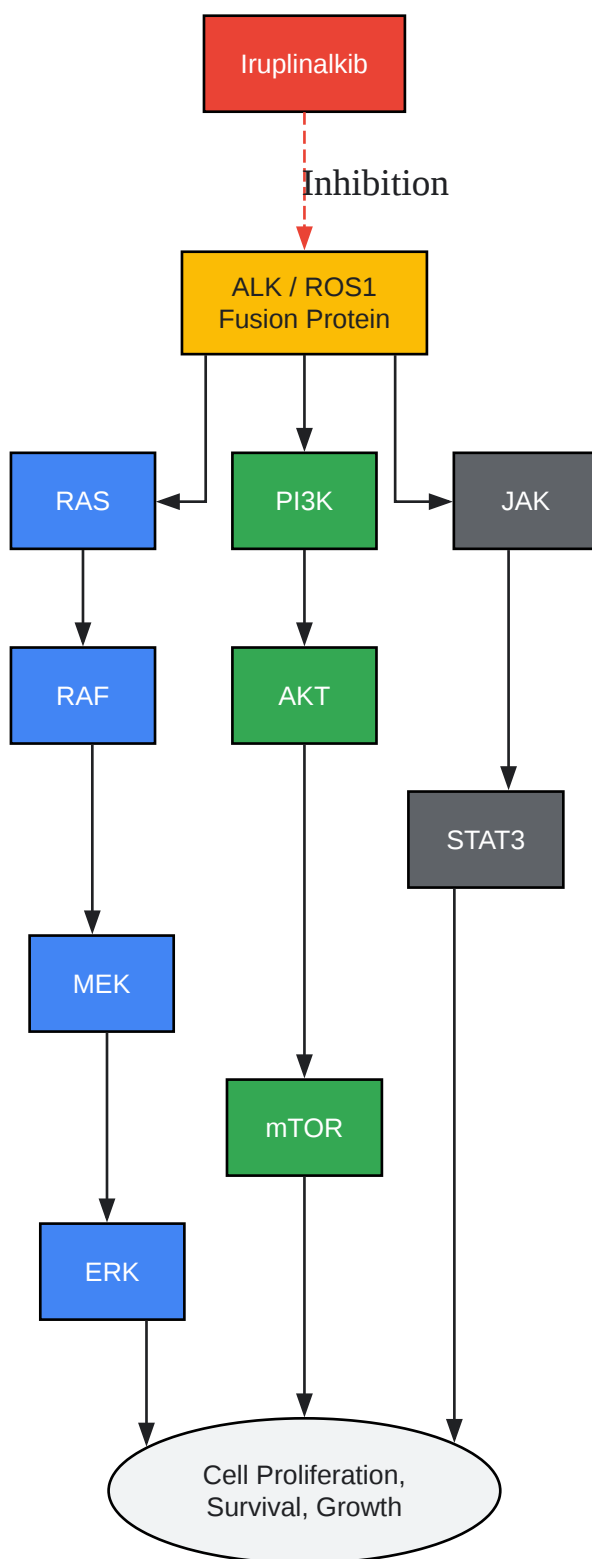 Iruplinalkib
Inhibition
ALK / ROS1
Fusion Protein
RAS
PI3K
JAK
RAF
AKT
STAT3
MEK
mTOR
ERK
Cell Proliferation,
Survival, Growth